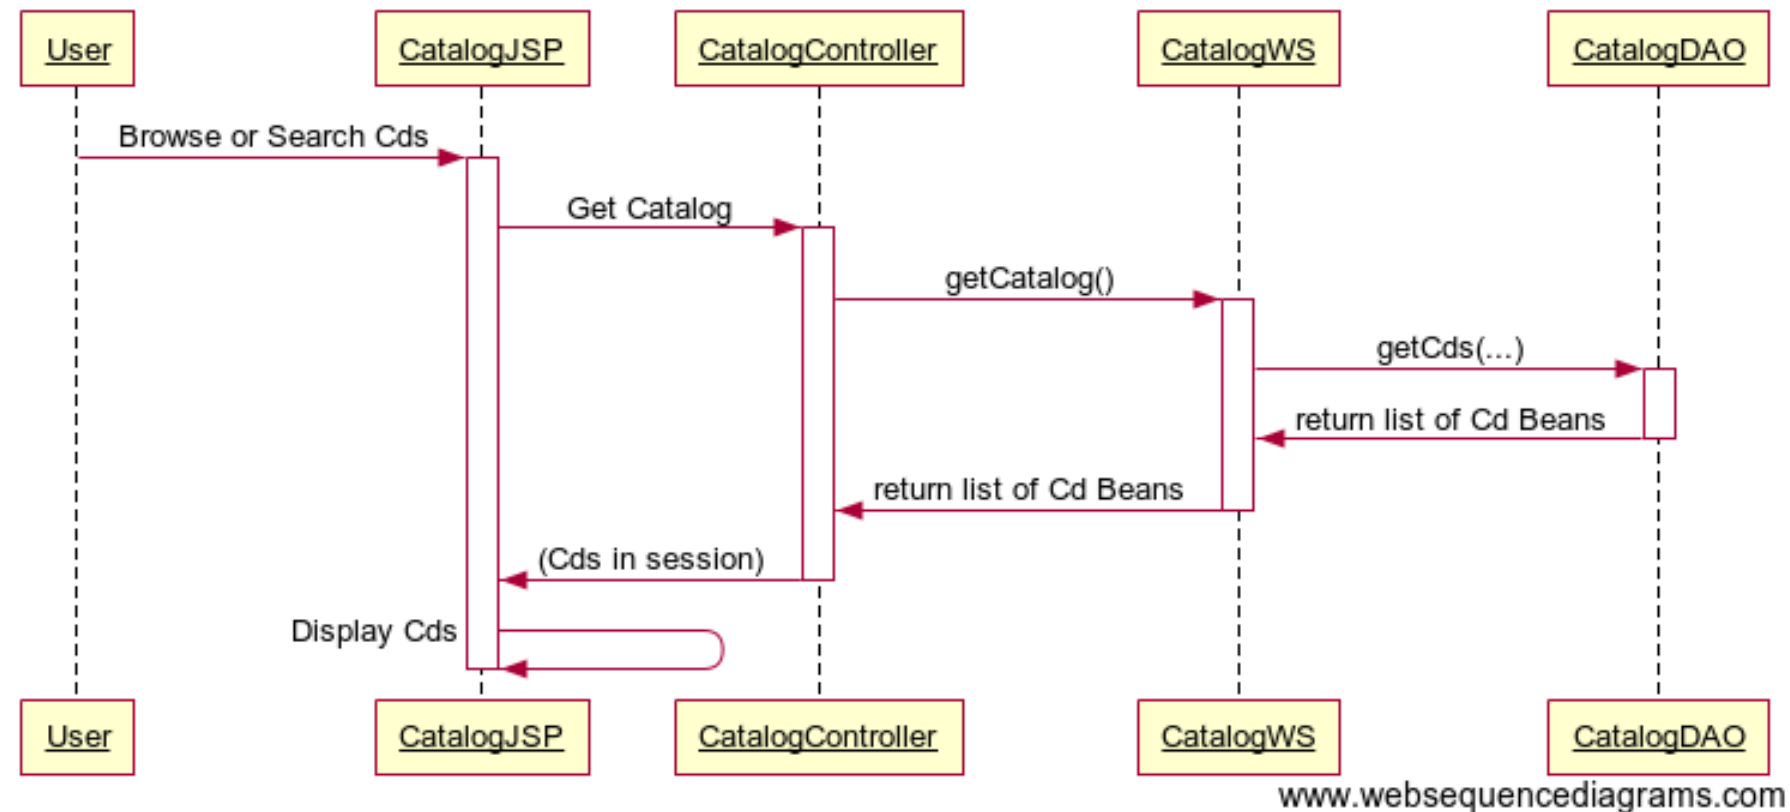 User CatalogJSP CatalogController CatalogWS CatalogDAO
Browse or Search Cds
Get Catalog
getCatalog()
getCds(...)
return list of Cd Beans
return list of Cd Beans
(Cds in session)
Display Cds
User CatalogJSP CatalogController CatalogWS CatalogDAO
www.websequencediagrams.com